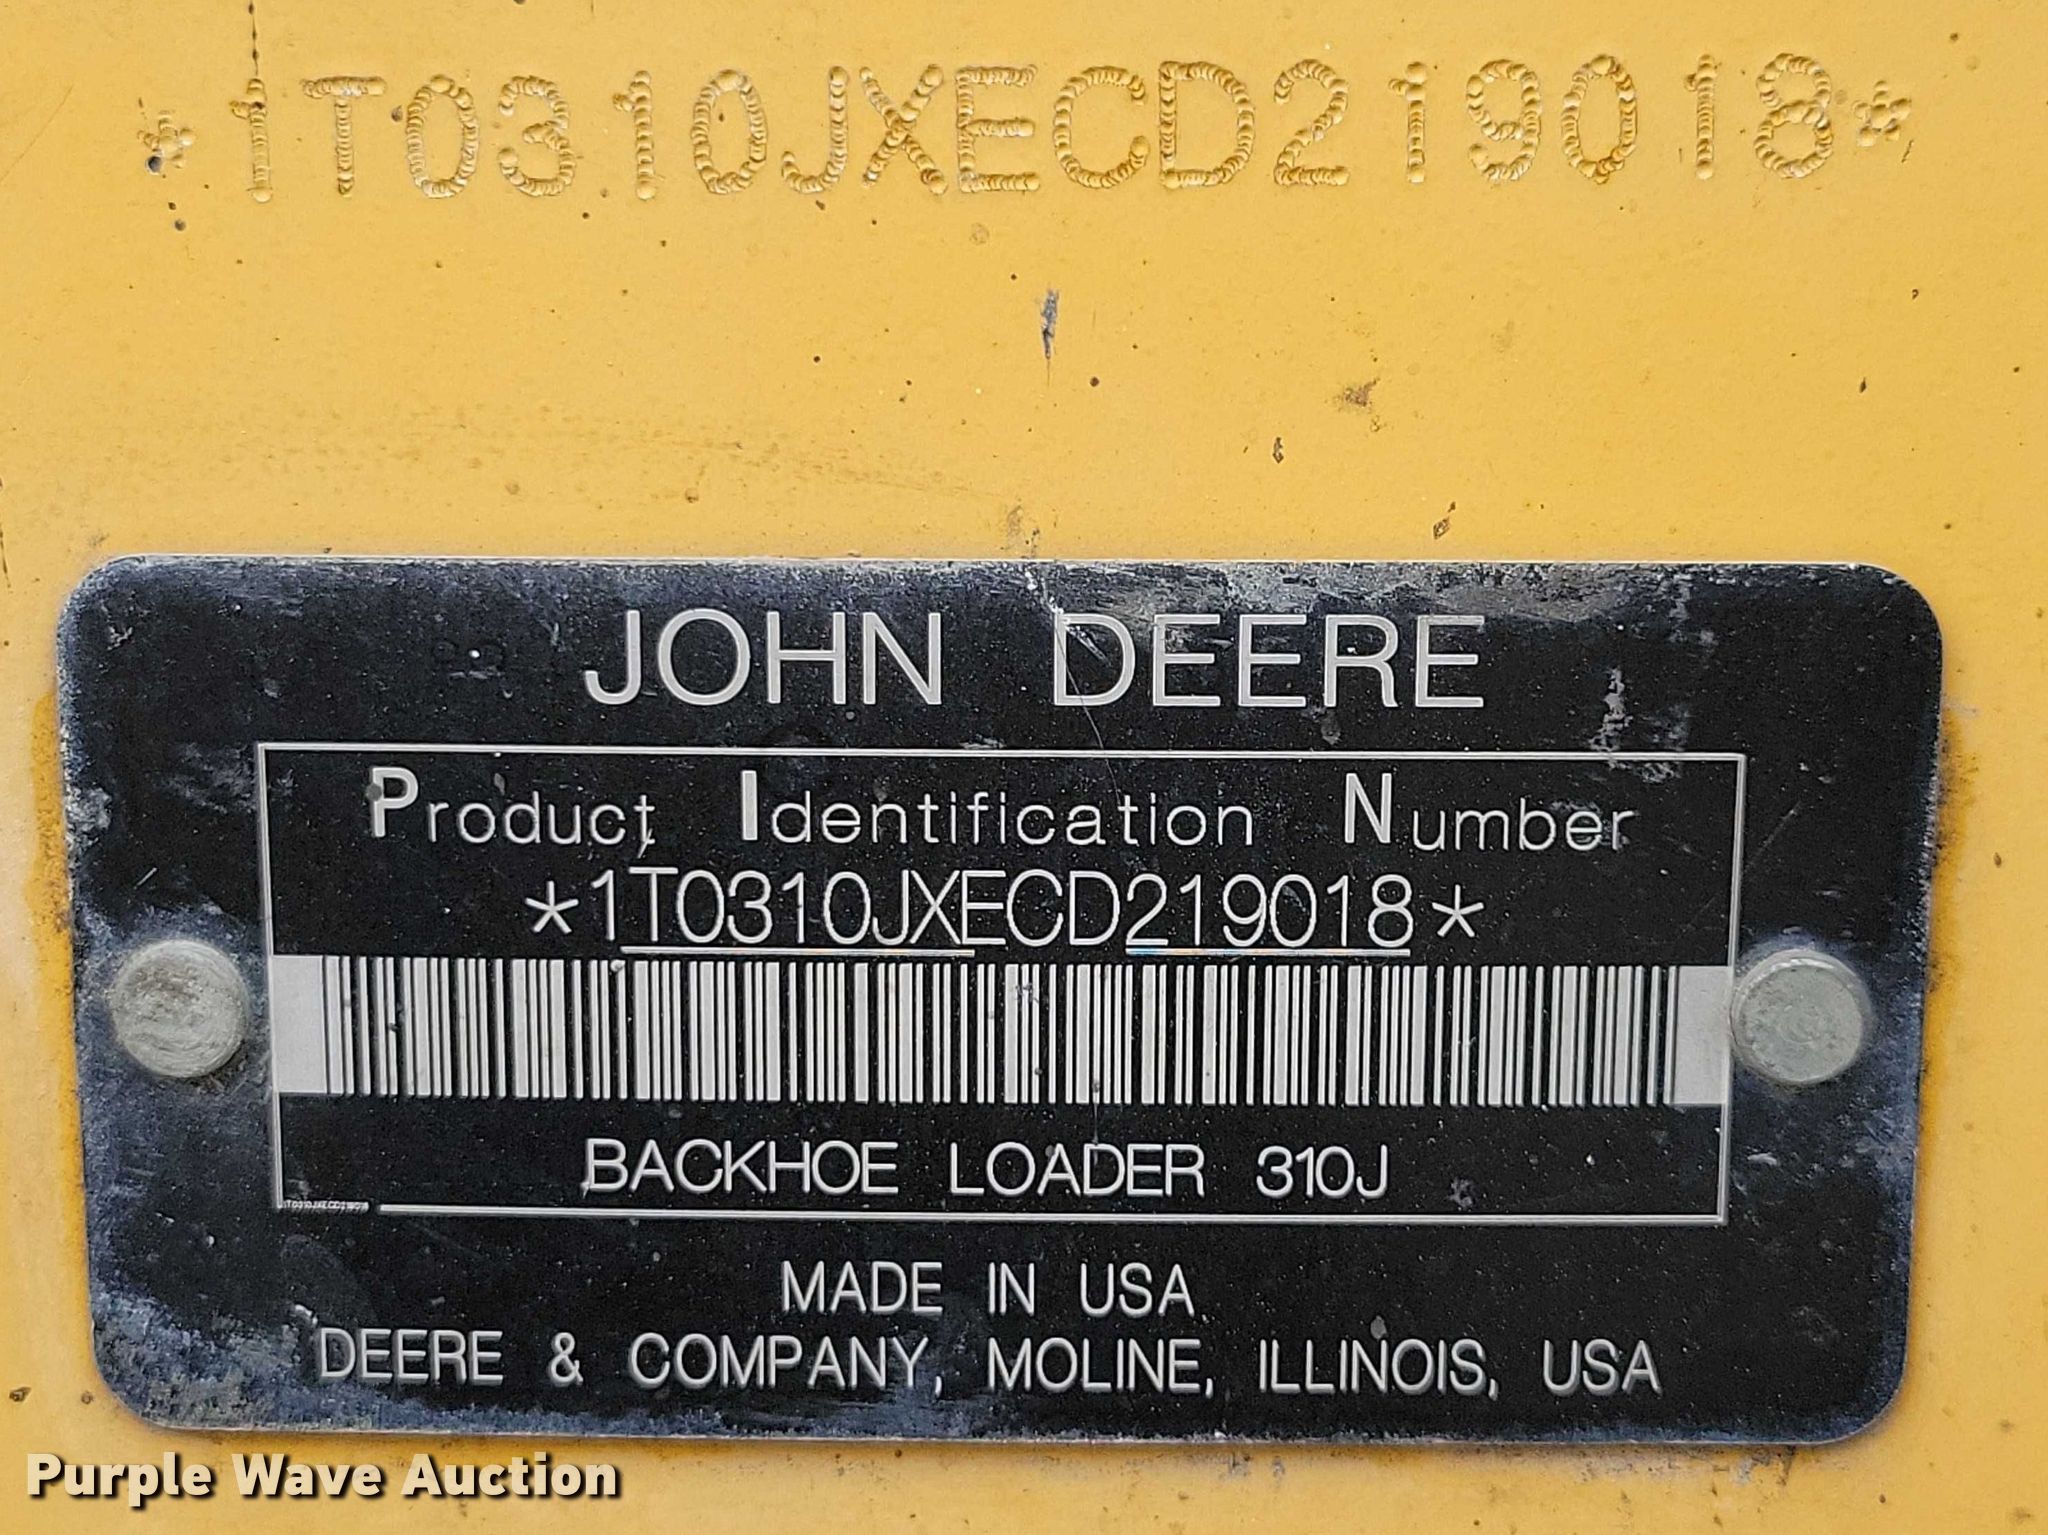 *1T0310JXECD219018*
JOHN DEERE
Product Identification Number
*1T0310JXECD219018*
BACKHOE LOADER 310J
1T0310JXECD219018
MADE IN USA
DEERE & COMPANY, MOLINE, ILLINOIS, USA
Purple Wave Auction